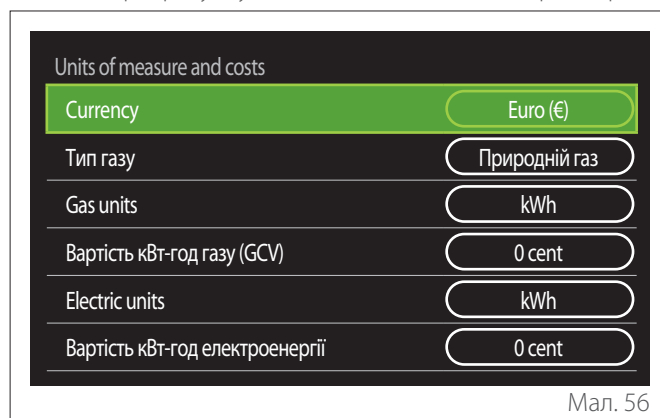 Units of measure and costs
Currency Euro (€)
Тип газу Природній газ
Gas units kWh
Вартість кВт-год газу (GCV) 0 cent
Electric units kWh
Вартість кВт-год електроенергії 0 cent
Мал. 56